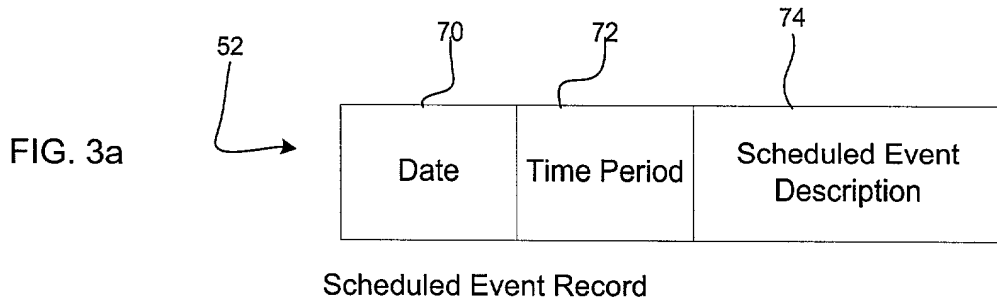 52
70
72
74
FIG. 3a
Date
Time Period
Scheduled Event
Description
Scheduled Event Record